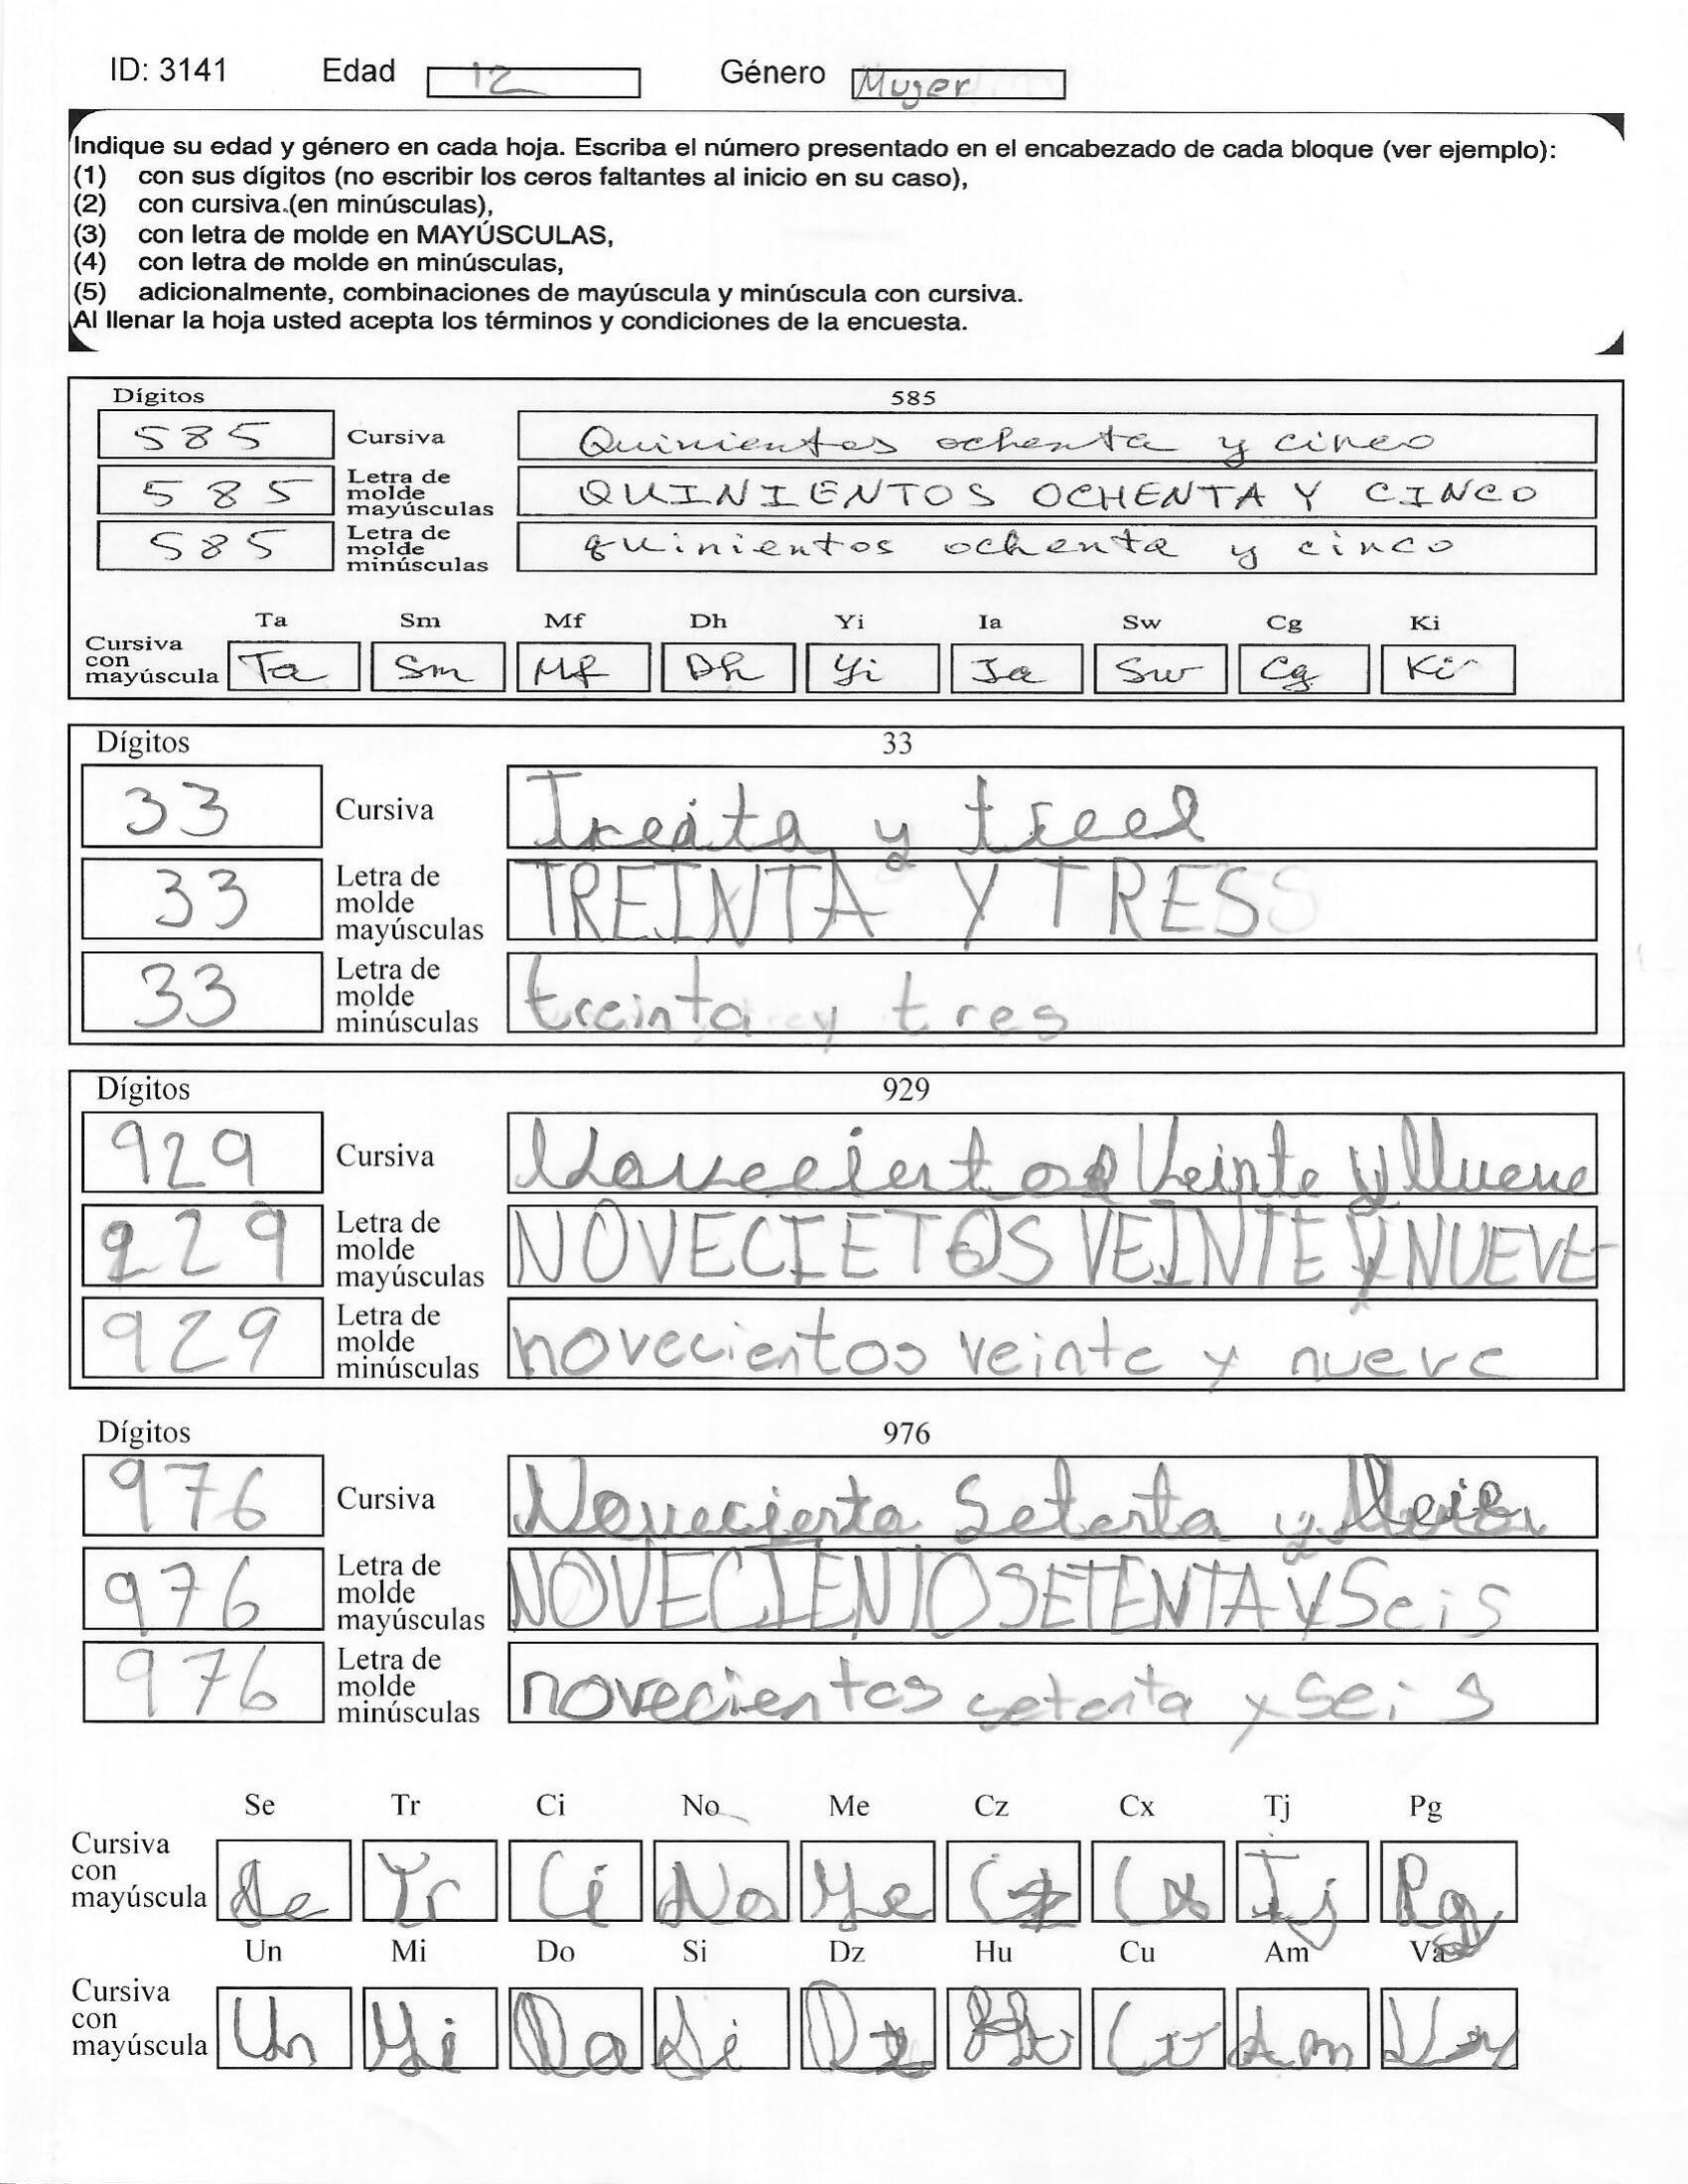 ID: 3141 Edad 12 Género Mujer
Indique su edad y género en cada hoja. Escriba el número presentado en el encabezado de cada bloque (ver ejemplo):
(1) con sus dígitos (no escribir los ceros faltantes al inicio en su caso),
(2) con cursiva.(en minúsculas),
(3) con letra de molde en MAYÚSCULAS,
(4) con letra de molde en minúsculas,
(5) adicionalmente, combinaciones de mayúscula y minúscula con cursiva.
Al llenar la hoja usted acepta los términos y condiciones de la encuesta.
Dígitos 585
585 Cursiva Quinientos ochenta y cinco
585 Letra de molde mayúsculas QUINIENTOS OCHENTA Y CINCO
585 Letra de molde minúsculas quinientos ochenta y cinco
Ta Sm Mf Dh Yi Ia Sw Cg Ki
Cursiva con mayúscula Ta Sm Mf Dh Yi Ia Sw Cg Ki
Dígitos 33
33 Cursiva y
33 Letra de molde mayúsculas TREINTA Y TRES
33 Letra de molde minúsculas treinta y tres
Dígitos 929
929 Cursiva Veinte y
929 Letra de molde mayúsculas NOVECIETOS VEINTE Y NUEVE
929 Letra de molde minúsculas novecientos veinte y nueve
Dígitos 976
976 Cursiva y
976 Letra de molde mayúsculas NOVECIENTOSETENTA Y Seis
976 Letra de molde minúsculas novecientos y seis
Se Tr Ci No Me Cz Cx Tj Pg
Cursiva con mayúscula Se Tr Ci No Me Cz Cx Tj Pg
Un Mi Do Si Dz Hu Cu Am Va
Cursiva con mayúscula Un Mi Do Si Dz Hu Cu Am Va